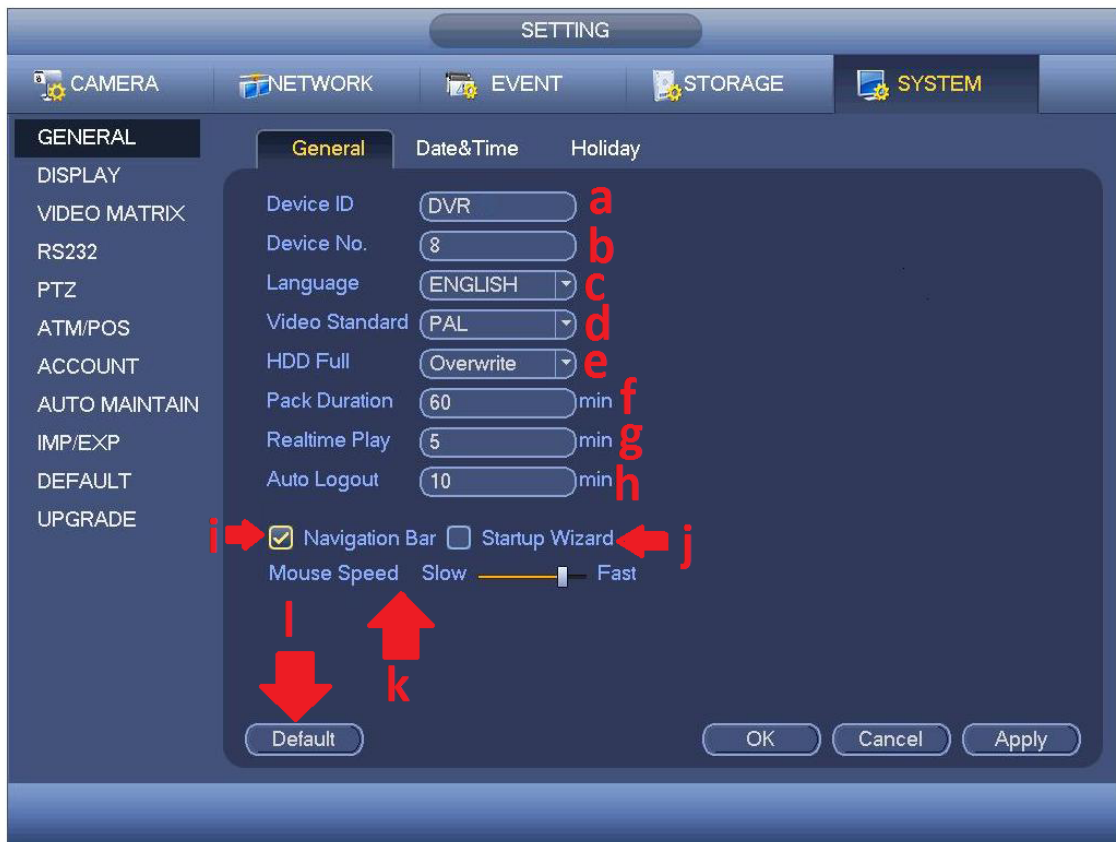 SETTING
CAMERA NETWORK EVENT STORAGE SYSTEM
GENERAL
DISPLAY
VIDEO MATRIX
RS232
PTZ
ATM/POS
ACCOUNT
AUTO MAINTAIN
IMP/EXP
DEFAULT
UPGRADE
General Date&Time Holiday
Device ID DVR a
Device No. 8 b
Language ENGLISH c
Video Standard PAL d
HDD Full Overwrite e
Pack Duration 60 min f
Realtime Play 5 min g
Auto Logout 10 min h
i Navigation Bar Startup Wizard j
Mouse Speed Slow Fast
l
k
Default OK Cancel Apply